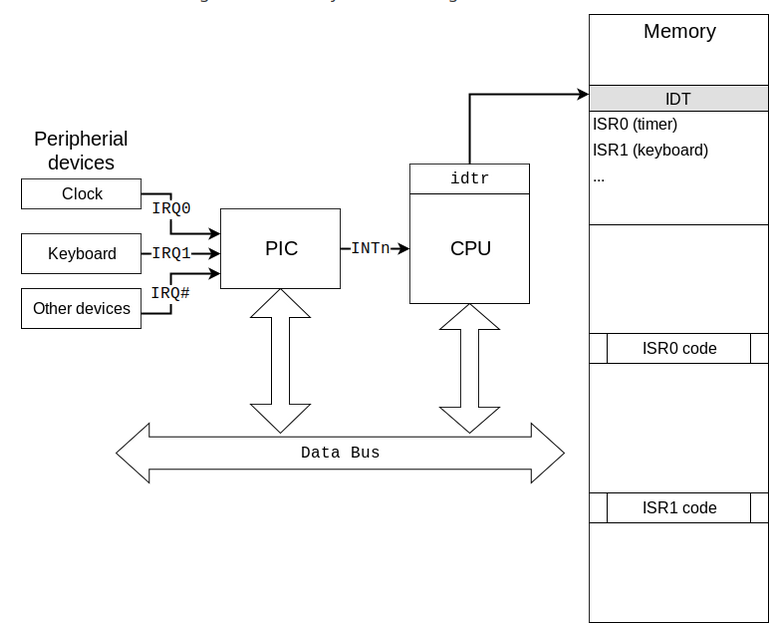 Memory
IDT
ISR0 (timer)
ISR1 (keyboard)
...
Peripherial
devices
Clock
IRQ0
Keyboard
IRQ1
IRQ#
Other devices
PIC
INTn
idtr
CPU
ISR0 code
Data Bus
ISR1 code